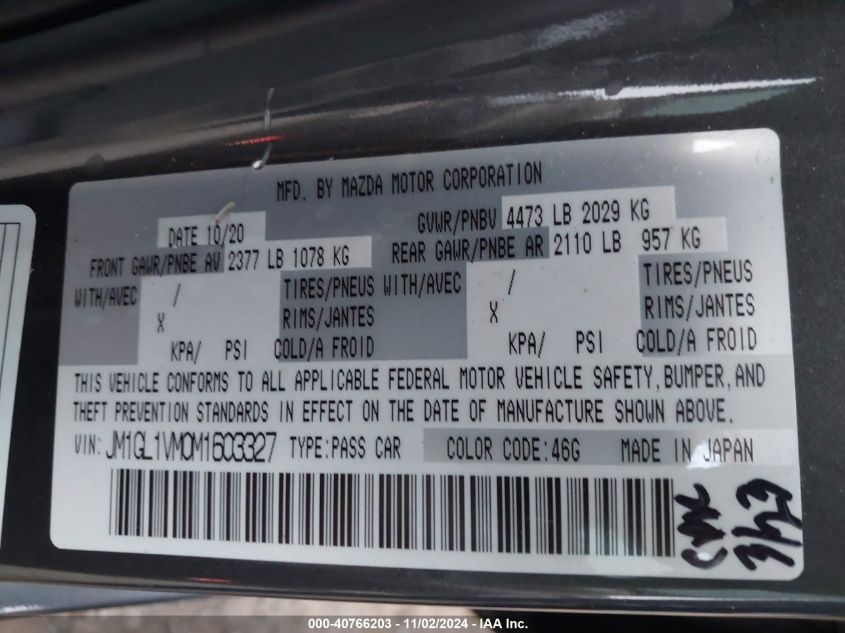 MFD. BY MAZDA MOTOR CORPORATION
DATE 10/20 GVWR/PNBV 4473 LB 2029 KG
FRONT GAWR/PNBE AV 2377 LB 1078 KG REAR GAWR/PNBE AR 2110 LB 957 KG
WITH/AVEC / TIRES/PNEUS WITH/AVEC / TIRES/PNEUS
X RIMS/JANTES X RIMS/JANTES
KPA/ PSI COLD/A FROID KPA/ PSI COLD/A FROID
THIS VEHICLE CONFORMS TO ALL APPLICABLE FEDERAL MOTOR VEHICLE SAFETY, BUMPER, AND
THEFT PREVENTION STANDARDS IN EFFECT ON THE DATE OF MANUFACTURE SHOWN ABOVE.
VIN: JM1GL1VM0M1603327 TYPE:PASS CAR COLOR CODE:46G MADE IN JAPAN
000-40766203 - 11/02/2024 - IAA Inc.